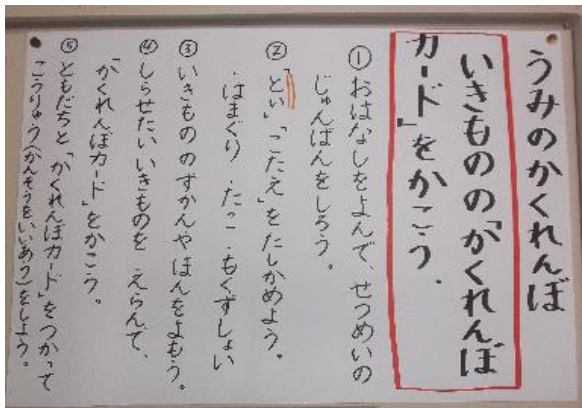 うみのかくれんぼ
いきものの「かくれんぼ
カード」をかこう．
①おはなしをよんで、せつめいの
じゅんばんをしろう。
②「とい」「こたえ」をたしかめよう。
・はまぐり・たこ・もくずしょい
③いきもののずかんやほんをよもう。
④しらせたいいきものを えらんで、
「かくれんぼカード」をかこう。
⑤ともだちと「かくれんぼカード」をつかって
こうりゅう(かんそうをいいあう)をしよう。